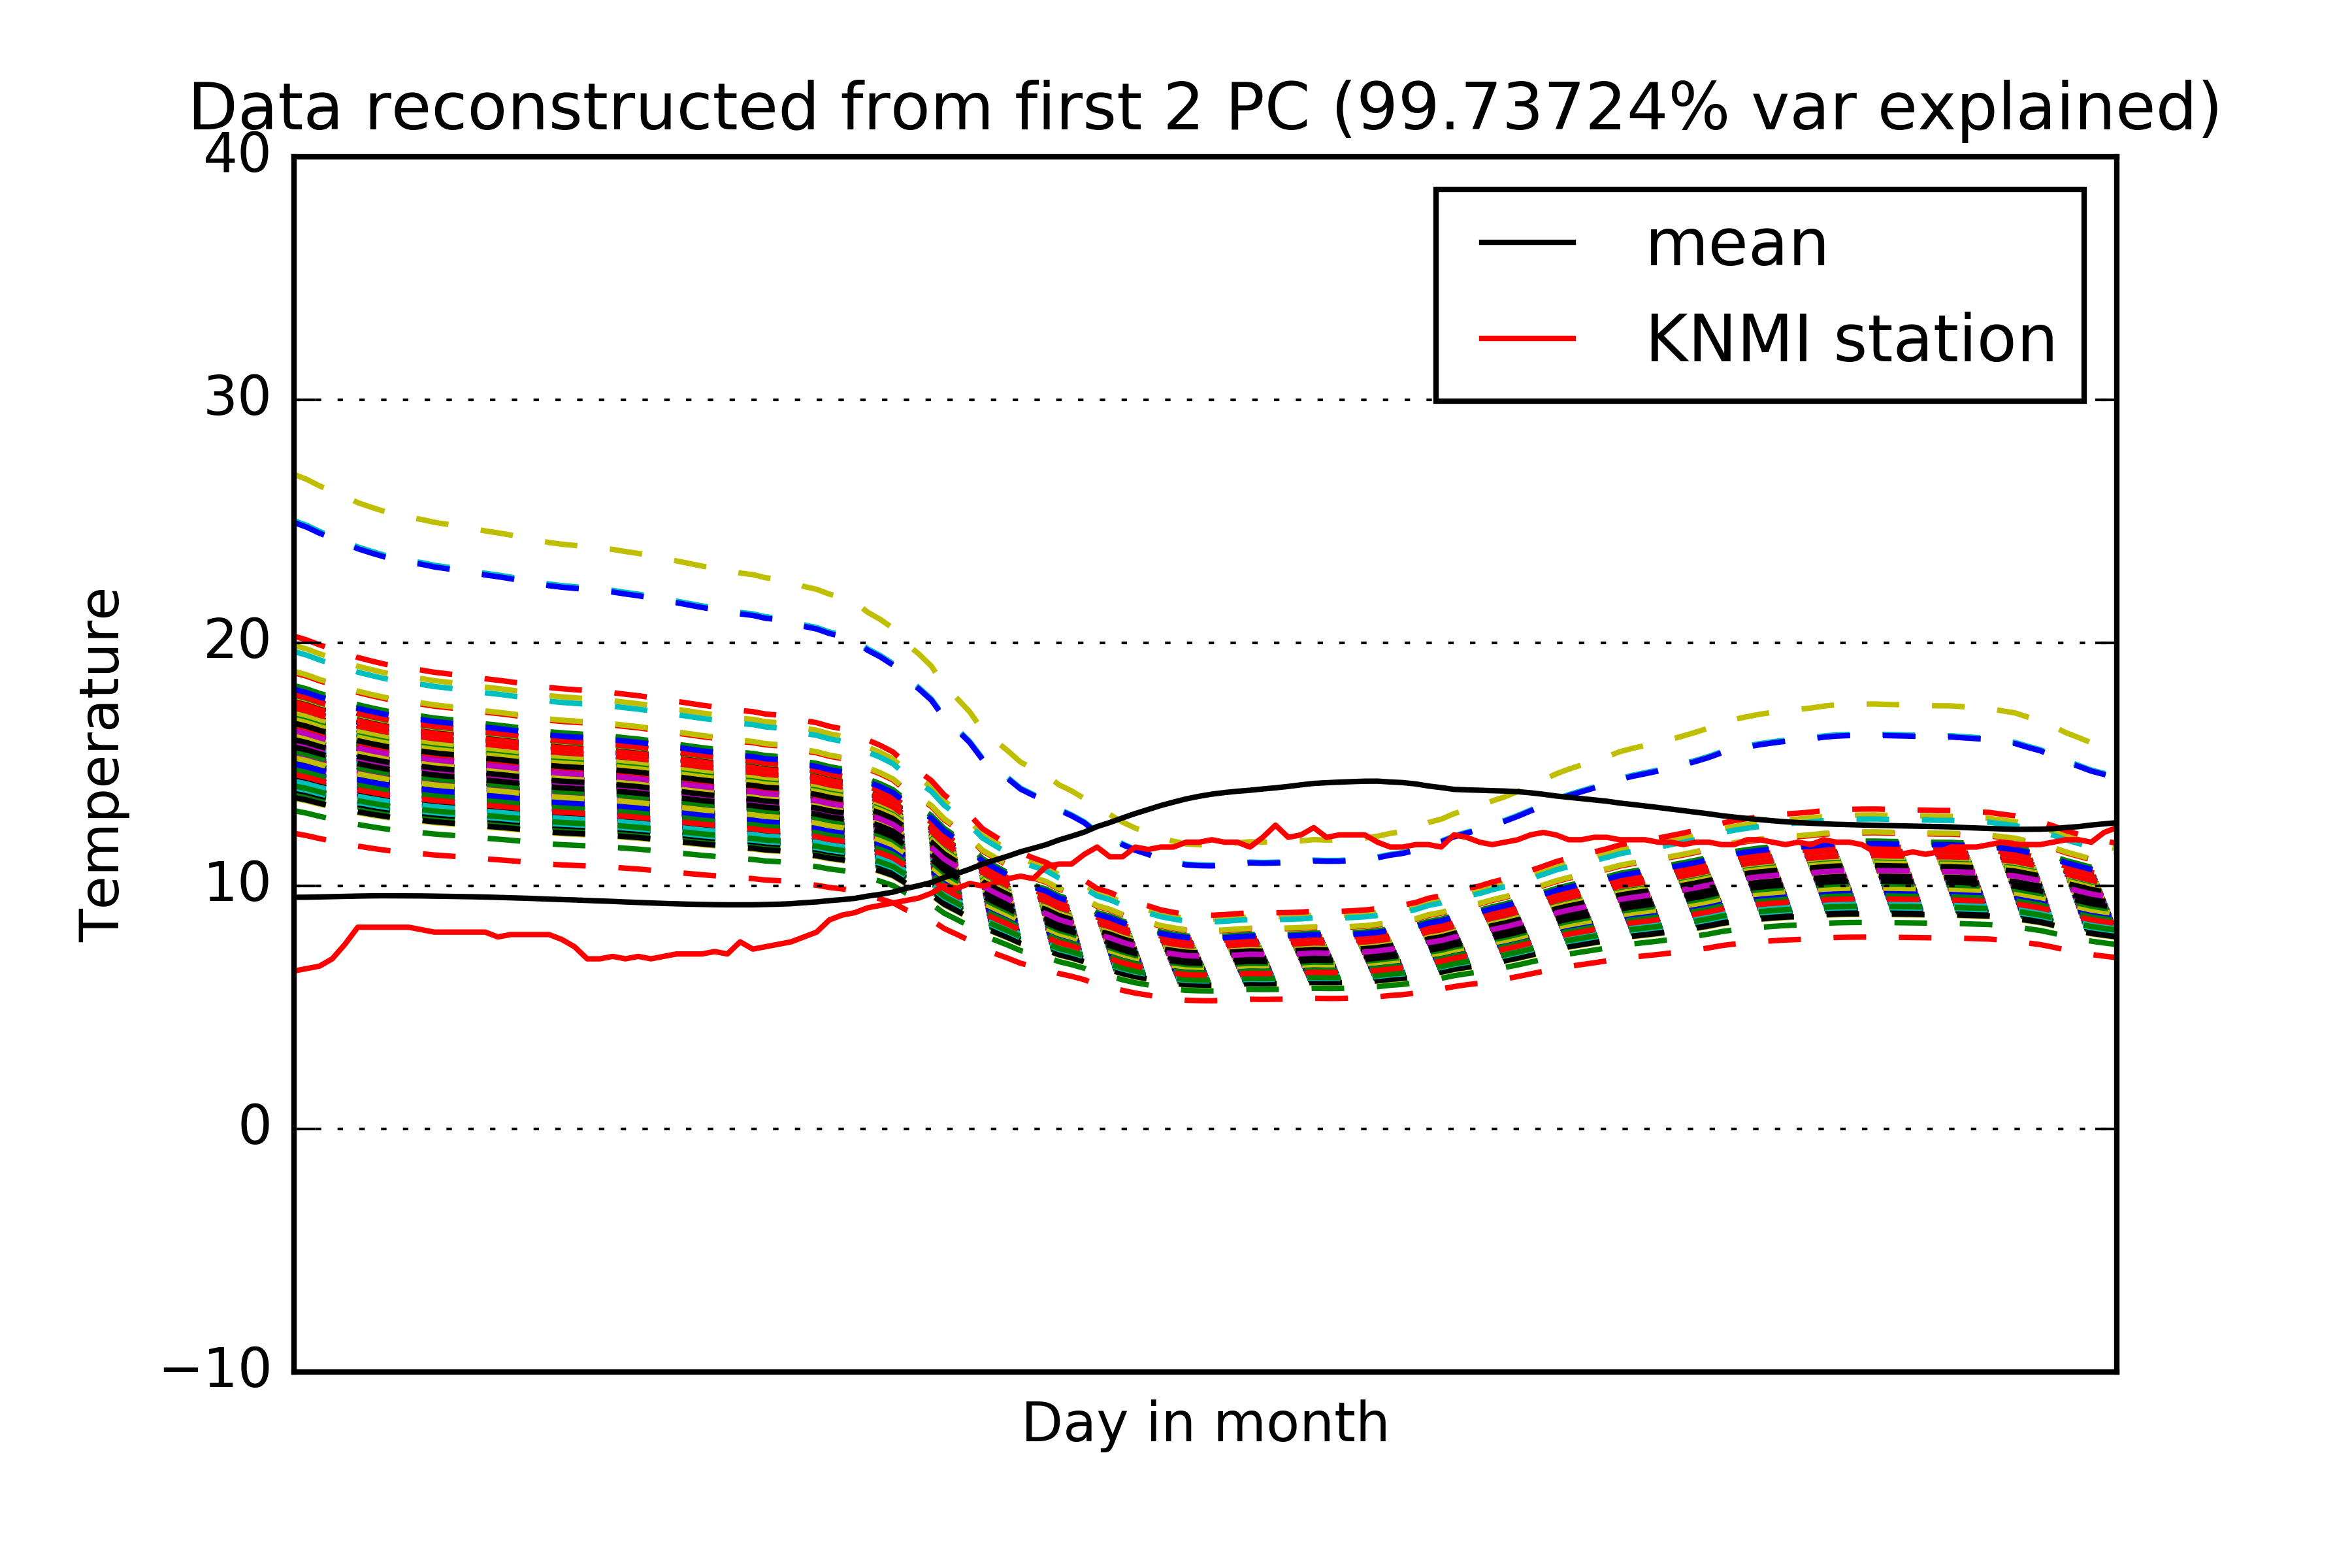 Data reconstructed from first 2 PC (99.73724% var explained)
40
30
20
10
0
−10
Temperature
mean
KNMI station
Day in month